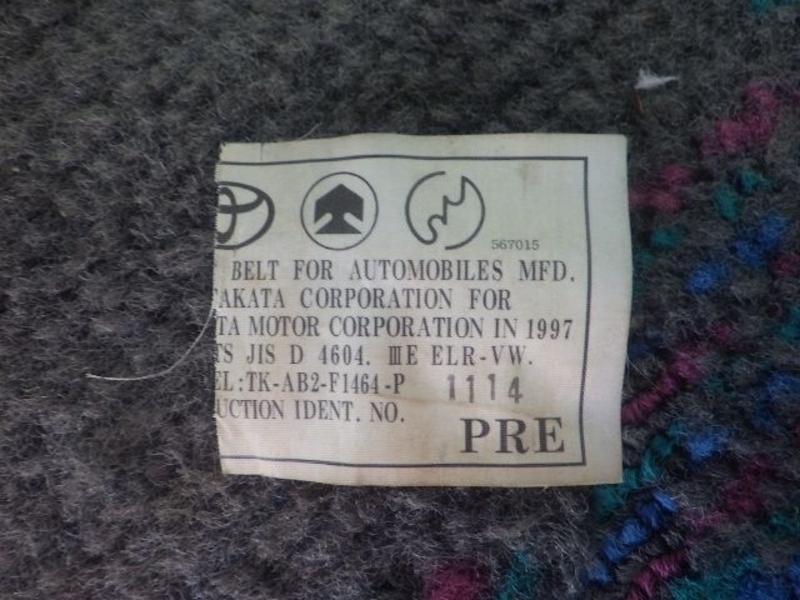 567015
BELT FOR AUTOMOBILES MFD.
AKATA CORPORATION FOR
TA MOTOR CORPORATION IN 1997
TS JIS D 4604. ⅢE ELR-VW.
EL:TK-AB2-F1464-P 1114
UCTION IDENT. NO.
PRE